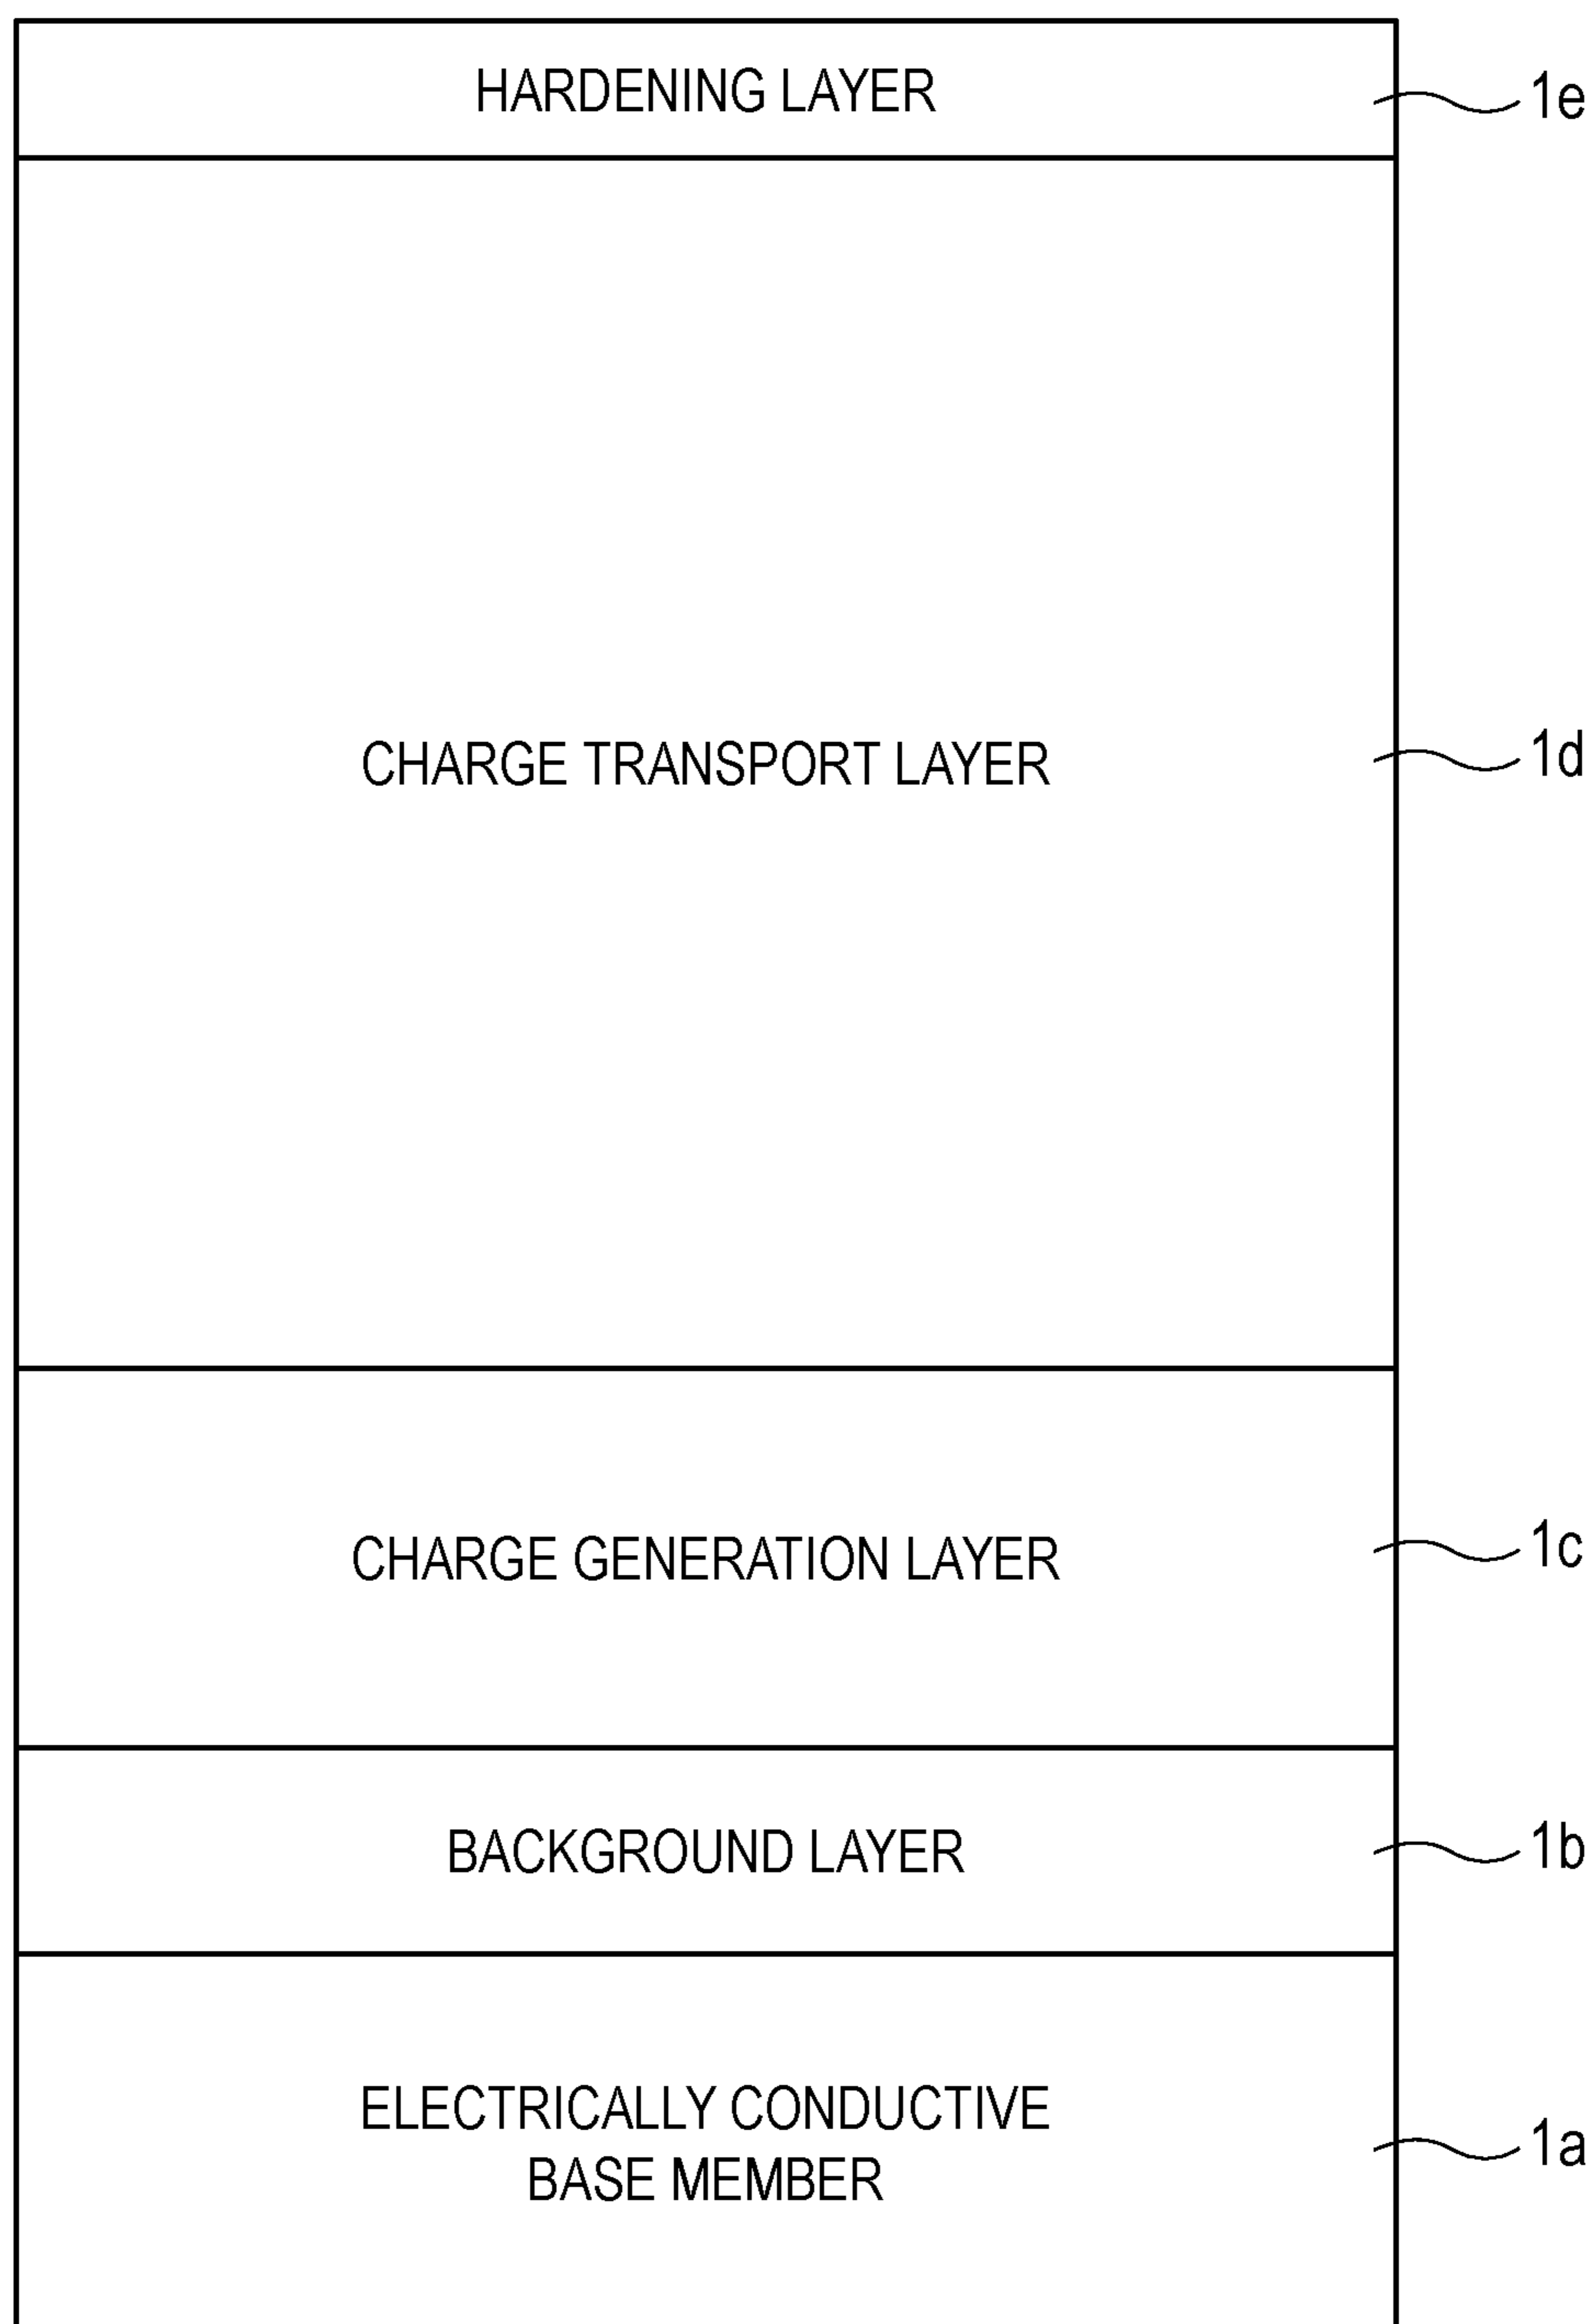 HARDENING LAYER
1e
CHARGE TRANSPORT LAYER
1d
CHARGE GENERATION LAYER
1c
BACKGROUND LAYER
1b
ELECTRICALLY CONDUCTIVE
BASE MEMBER
1a